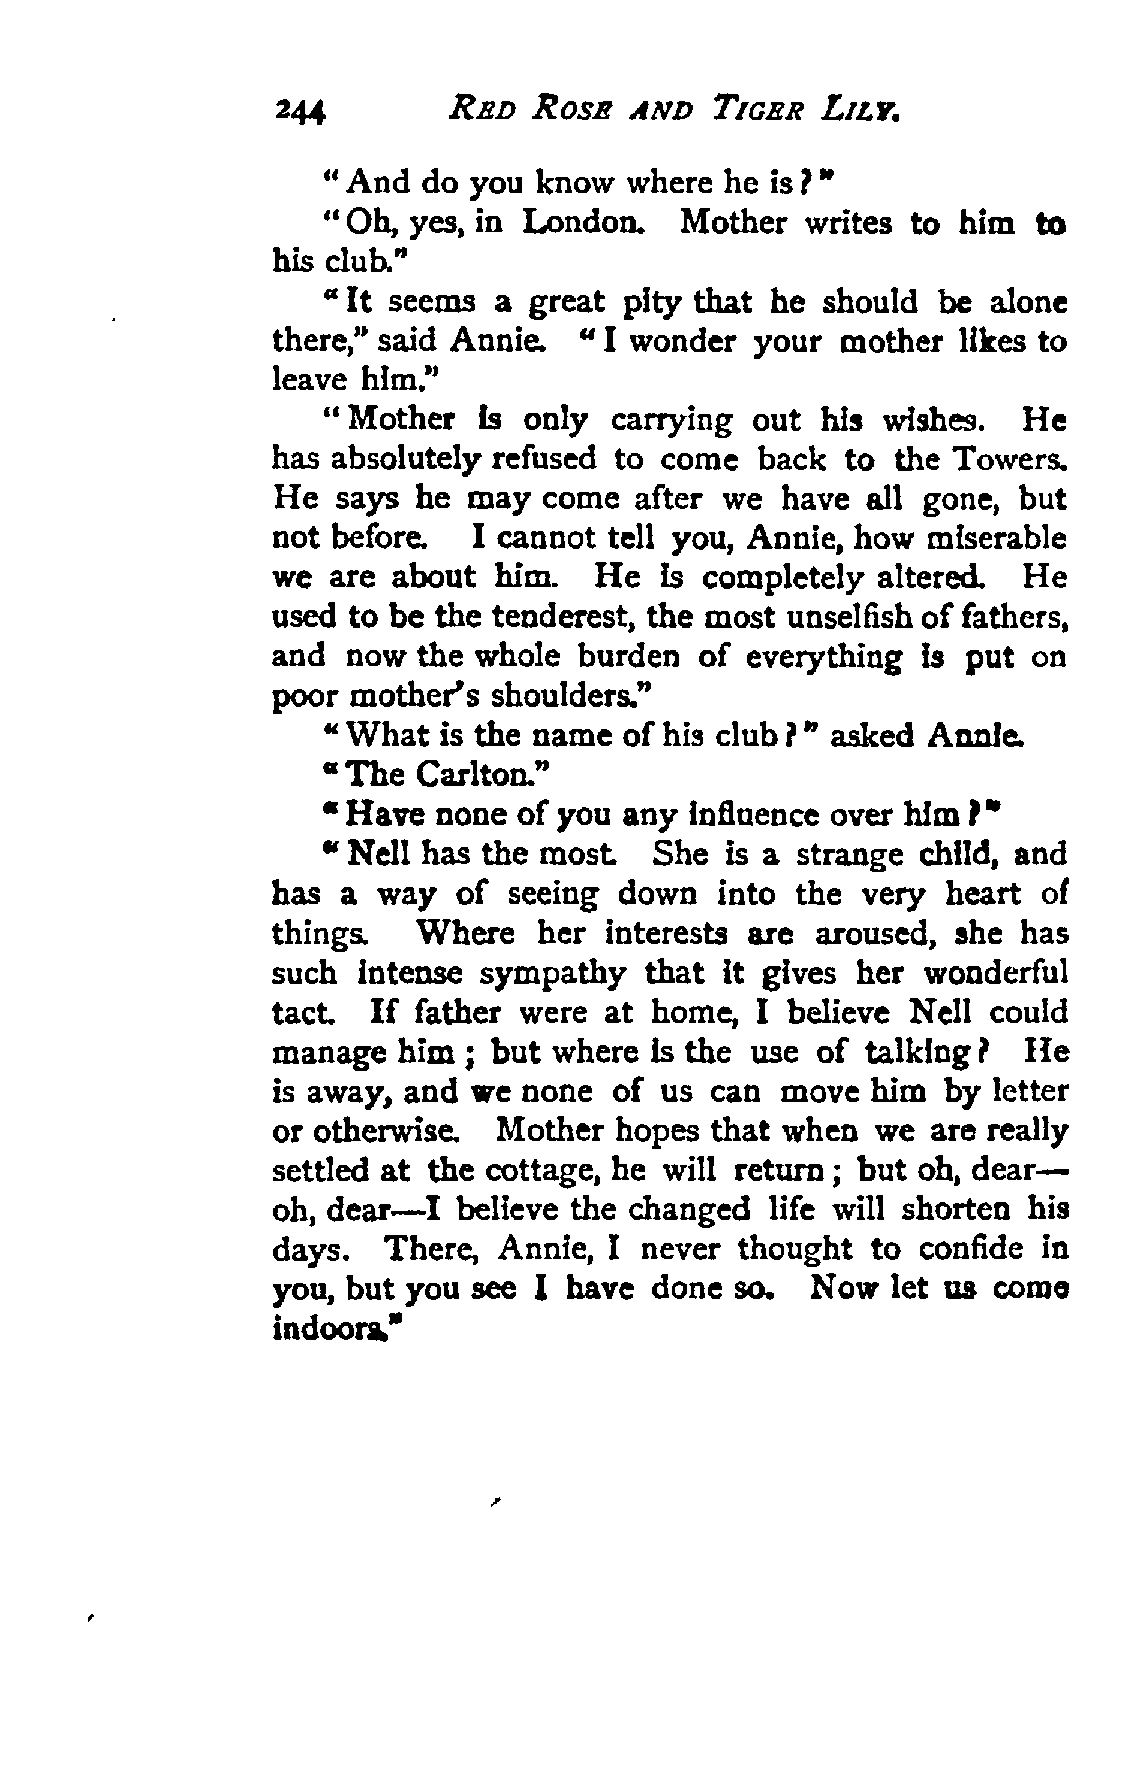 244 RED ROSE AND TIGER LILY.
"And do you know where he is?"
"Oh, yes, in London. Mother writes to him to
his club."
"It seems a great pity that he should be alone
there," said Annie. "I wonder your mother likes to
leave him."
"Mother is only carrying out his wishes. He
has absolutely refused to come back to the Towers.
He says he may come after we have all gone, but
not before. I cannot tell you, Annie, how miserable
we are about him. He is completely altered. He
used to be the tenderest, the most unselfish of fathers,
and now the whole burden of everything is put on
poor mother's shoulders."
"What is the name of his club?" asked Annie.
"The Carlton."
"Have none of you any influence over him?"
"Nell has the most. She is a strange child, and
has a way of seeing down into the very heart of
things. Where her interests are aroused, she has
such intense sympathy that it gives her wonderful
tact. If father were at home, I believe Nell could
manage him; but where is the use of talking? He
is away, and we none of us can move him by letter
or otherwise. Mother hopes that when we are really
settled at the cottage, he will return; but oh, dear—
oh, dear—I believe the changed life will shorten his
days. There, Annie, I never thought to confide in
you, but you see I have done so. Now let us come
indoors."